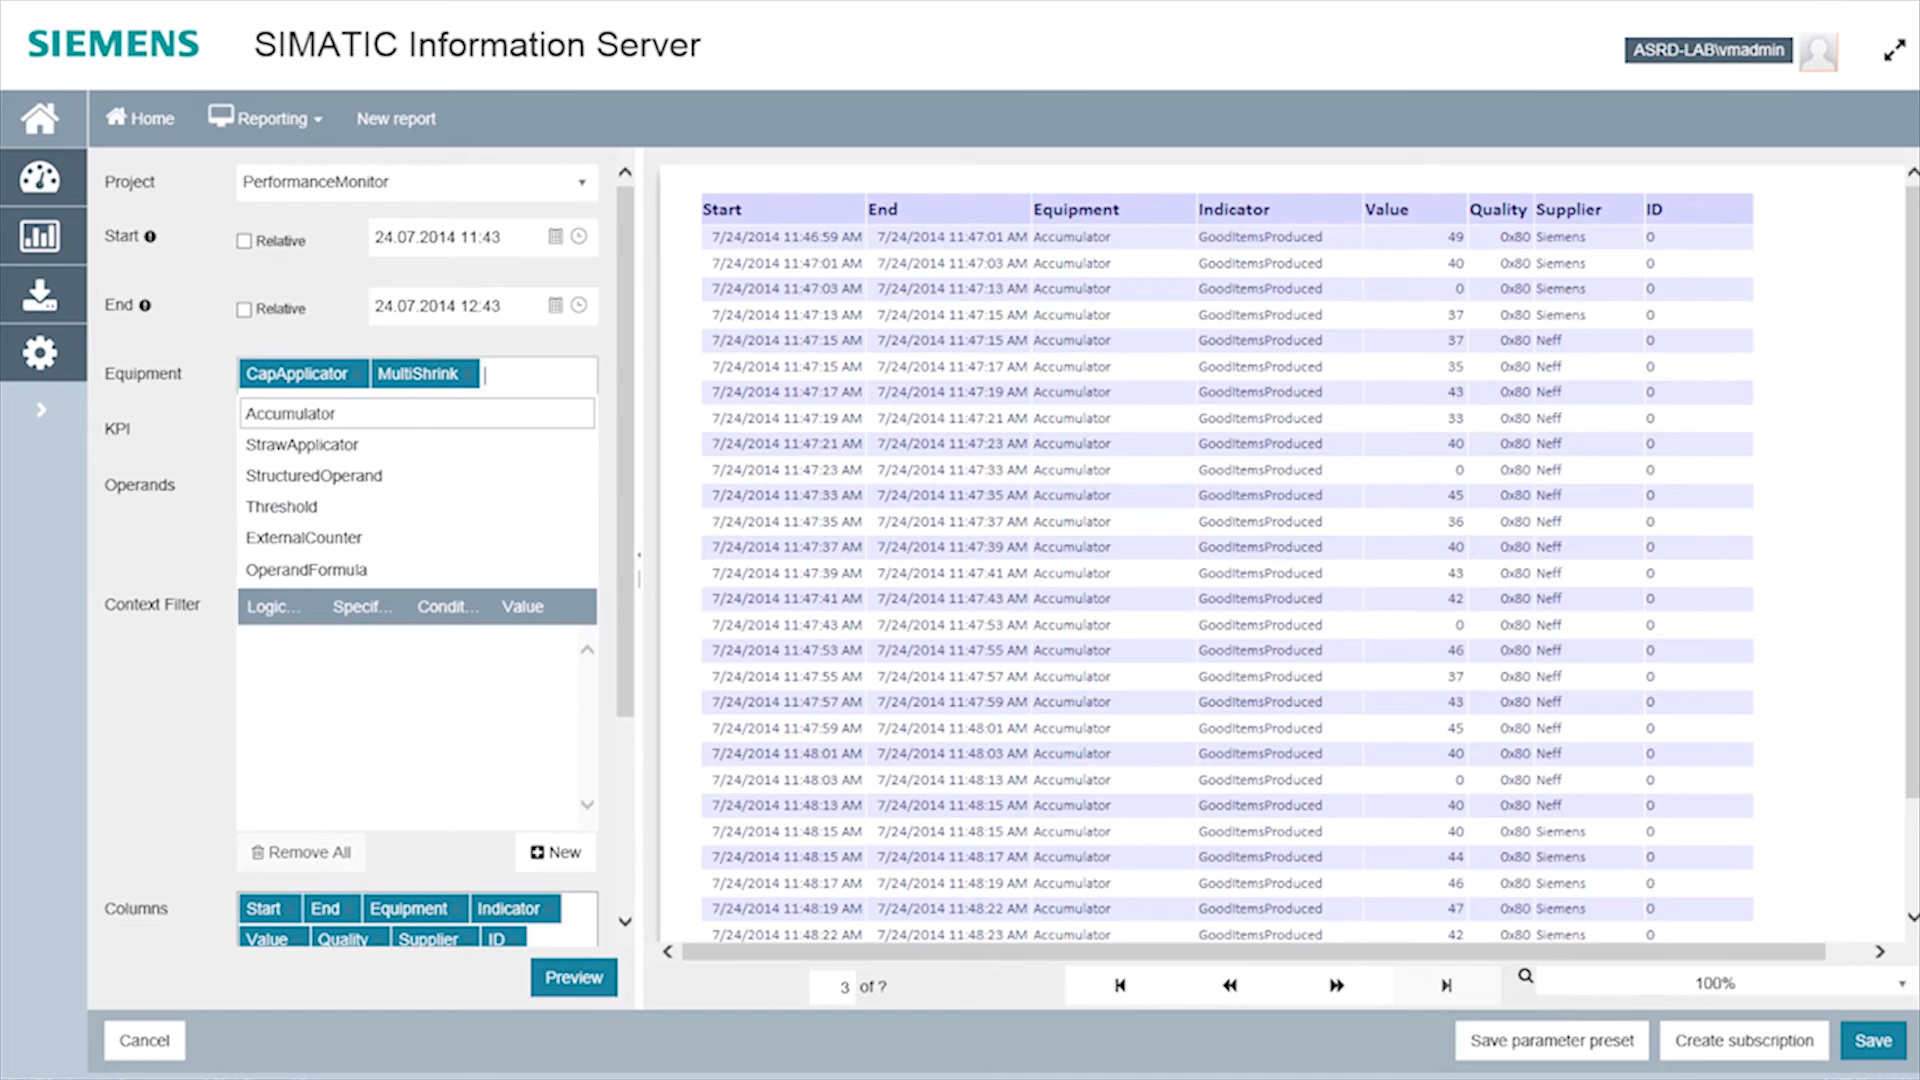 SIEMENS SIMATIC Information Server ASRD-LAB\vmadmin
Home Reporting New report
Project PerformanceMonitor
Start Relative 24.07.2014 11:43
End Relative 24.07.2014 12:43
Equipment CapApplicator MultiShrink
Accumulator
KPI
StrawApplicator
Operands
StructuredOperand
Threshold
ExternalCounter
OperandFormula
Context Filter Logic... Specif... Condit... Value
Remove All New
Columns Start End Equipment Indicator
Value Quality Supplier ID
Preview
Start End Equipment Indicator Value Quality Supplier ID
7/24/2014 11:46:59 AM 7/24/2014 11:47:01 AM Accumulator GoodItemsProduced 49 0x80 Siemens 0
7/24/2014 11:47:01 AM 7/24/2014 11:47:03 AM Accumulator GoodItemsProduced 40 0x80 Siemens 0
7/24/2014 11:47:03 AM 7/24/2014 11:47:13 AM Accumulator GoodItemsProduced 0 0x80 Siemens 0
7/24/2014 11:47:13 AM 7/24/2014 11:47:15 AM Accumulator GoodItemsProduced 37 0x80 Siemens 0
7/24/2014 11:47:15 AM 7/24/2014 11:47:15 AM Accumulator GoodItemsProduced 37 0x80 Neff 0
7/24/2014 11:47:15 AM 7/24/2014 11:47:17 AM Accumulator GoodItemsProduced 35 0x80 Neff 0
7/24/2014 11:47:17 AM 7/24/2014 11:47:19 AM Accumulator GoodItemsProduced 43 0x80 Neff 0
7/24/2014 11:47:19 AM 7/24/2014 11:47:21 AM Accumulator GoodItemsProduced 33 0x80 Neff 0
7/24/2014 11:47:21 AM 7/24/2014 11:47:23 AM Accumulator GoodItemsProduced 40 0x80 Neff 0
7/24/2014 11:47:23 AM 7/24/2014 11:47:33 AM Accumulator GoodItemsProduced 0 0x80 Neff 0
7/24/2014 11:47:33 AM 7/24/2014 11:47:35 AM Accumulator GoodItemsProduced 45 0x80 Neff 0
7/24/2014 11:47:35 AM 7/24/2014 11:47:37 AM Accumulator GoodItemsProduced 36 0x80 Neff 0
7/24/2014 11:47:37 AM 7/24/2014 11:47:39 AM Accumulator GoodItemsProduced 40 0x80 Neff 0
7/24/2014 11:47:39 AM 7/24/2014 11:47:41 AM Accumulator GoodItemsProduced 43 0x80 Neff 0
7/24/2014 11:47:41 AM 7/24/2014 11:47:43 AM Accumulator GoodItemsProduced 42 0x80 Neff 0
7/24/2014 11:47:43 AM 7/24/2014 11:47:53 AM Accumulator GoodItemsProduced 0 0x80 Neff 0
7/24/2014 11:47:53 AM 7/24/2014 11:47:55 AM Accumulator GoodItemsProduced 46 0x80 Neff 0
7/24/2014 11:47:55 AM 7/24/2014 11:47:57 AM Accumulator GoodItemsProduced 37 0x80 Neff 0
7/24/2014 11:47:57 AM 7/24/2014 11:47:59 AM Accumulator GoodItemsProduced 43 0x80 Neff 0
7/24/2014 11:47:59 AM 7/24/2014 11:48:01 AM Accumulator GoodItemsProduced 45 0x80 Neff 0
7/24/2014 11:48:01 AM 7/24/2014 11:48:03 AM Accumulator GoodItemsProduced 40 0x80 Neff 0
7/24/2014 11:48:03 AM 7/24/2014 11:48:13 AM Accumulator GoodItemsProduced 0 0x80 Neff 0
7/24/2014 11:48:13 AM 7/24/2014 11:48:15 AM Accumulator GoodItemsProduced 40 0x80 Neff 0
7/24/2014 11:48:15 AM 7/24/2014 11:48:15 AM Accumulator GoodItemsProduced 40 0x80 Siemens 0
7/24/2014 11:48:15 AM 7/24/2014 11:48:17 AM Accumulator GoodItemsProduced 44 0x80 Siemens 0
7/24/2014 11:48:17 AM 7/24/2014 11:48:19 AM Accumulator GoodItemsProduced 46 0x80 Siemens 0
7/24/2014 11:48:19 AM 7/24/2014 11:48:22 AM Accumulator GoodItemsProduced 47 0x80 Siemens 0
7/24/2014 11:48:22 AM 7/24/2014 11:48:23 AM Accumulator GoodItemsProduced 42 0x80 Siemens 0
3 of ? 100%
Cancel Save parameter preset Create subscription Save